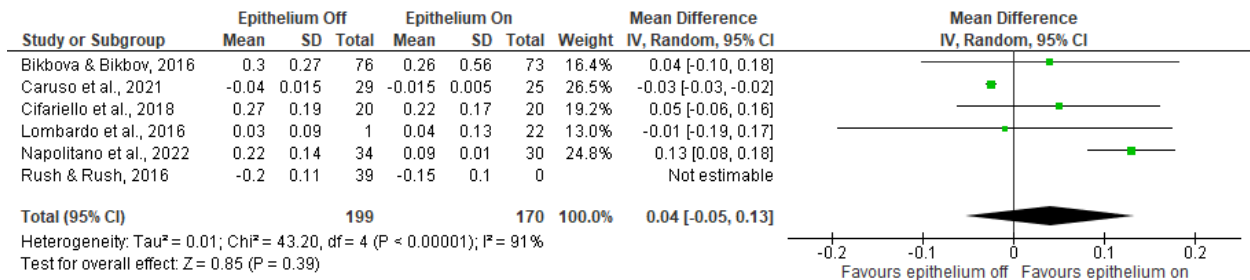 Epithelium Off Epithelium On Mean Difference Mean Difference
Study or Subgroup Mean SD Total Mean SD Total Weight IV, Random, 95% CI IV, Random, 95% CI
Bikbova & Bikbov, 2016 0.3 0.27 76 0.26 0.56 73 16.4% 0.04 [-0.10, 0.18]
Caruso et al., 2021 -0.04 0.015 29 -0.015 0.005 25 26.5% -0.03 [-0.03, -0.02]
Cifariello et al., 2018 0.27 0.19 20 0.22 0.17 20 19.2% 0.05 [-0.06, 0.16]
Lombardo et al., 2016 0.03 0.09 1 0.04 0.13 22 13.0% -0.01 [-0.19, 0.17]
Napolitano et al., 2022 0.22 0.14 34 0.09 0.01 30 24.8% 0.13 [0.08, 0.18]
Rush & Rush, 2016 -0.2 0.11 39 -0.15 0.1 0 Not estimable
Total (95% CI) 199 170 100.0% 0.04 [-0.05, 0.13]
Heterogeneity: Tau² = 0.01; Chi² = 43.20, df = 4 (P < 0.00001); I² = 91%
Test for overall effect: Z = 0.85 (P = 0.39)
-0.2 -0.1 0 0.1 0.2
Favours epithelium off Favours epithelium on